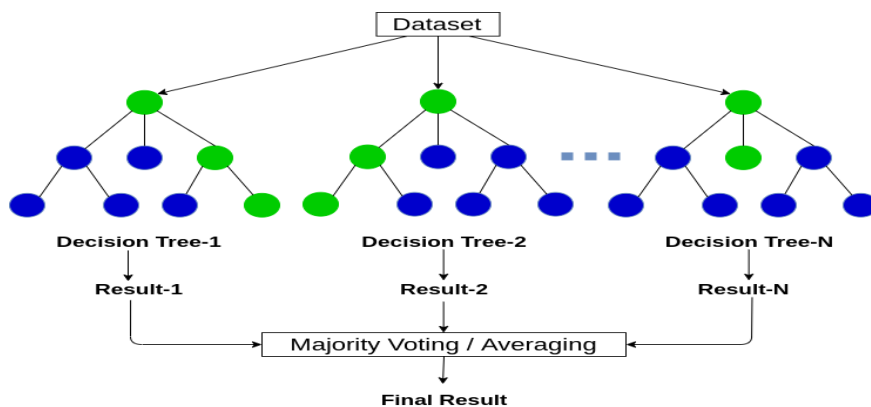 Dataset
Decision Tree-1
Decision Tree-2
Decision Tree-N
Result-1
Result-2
Result-N
Majority Voting / Averaging
Final Result